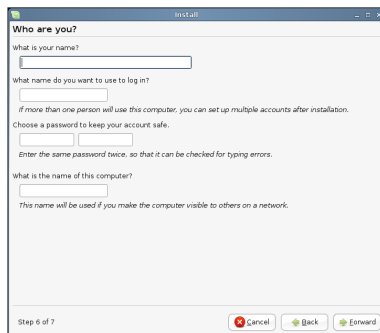 Install
Who are you?
What is your name?
What name do you want to use to log in?
If more than one person will use this computer, you can set up multiple accounts after installation.
Choose a password to keep your account safe.
Enter the same password twice, so that it can be checked for typing errors.
What is the name of this computer?
This name will be used if you make the computer visible to others on a network.
Step 6 of 7
Cancel
Back
Forward